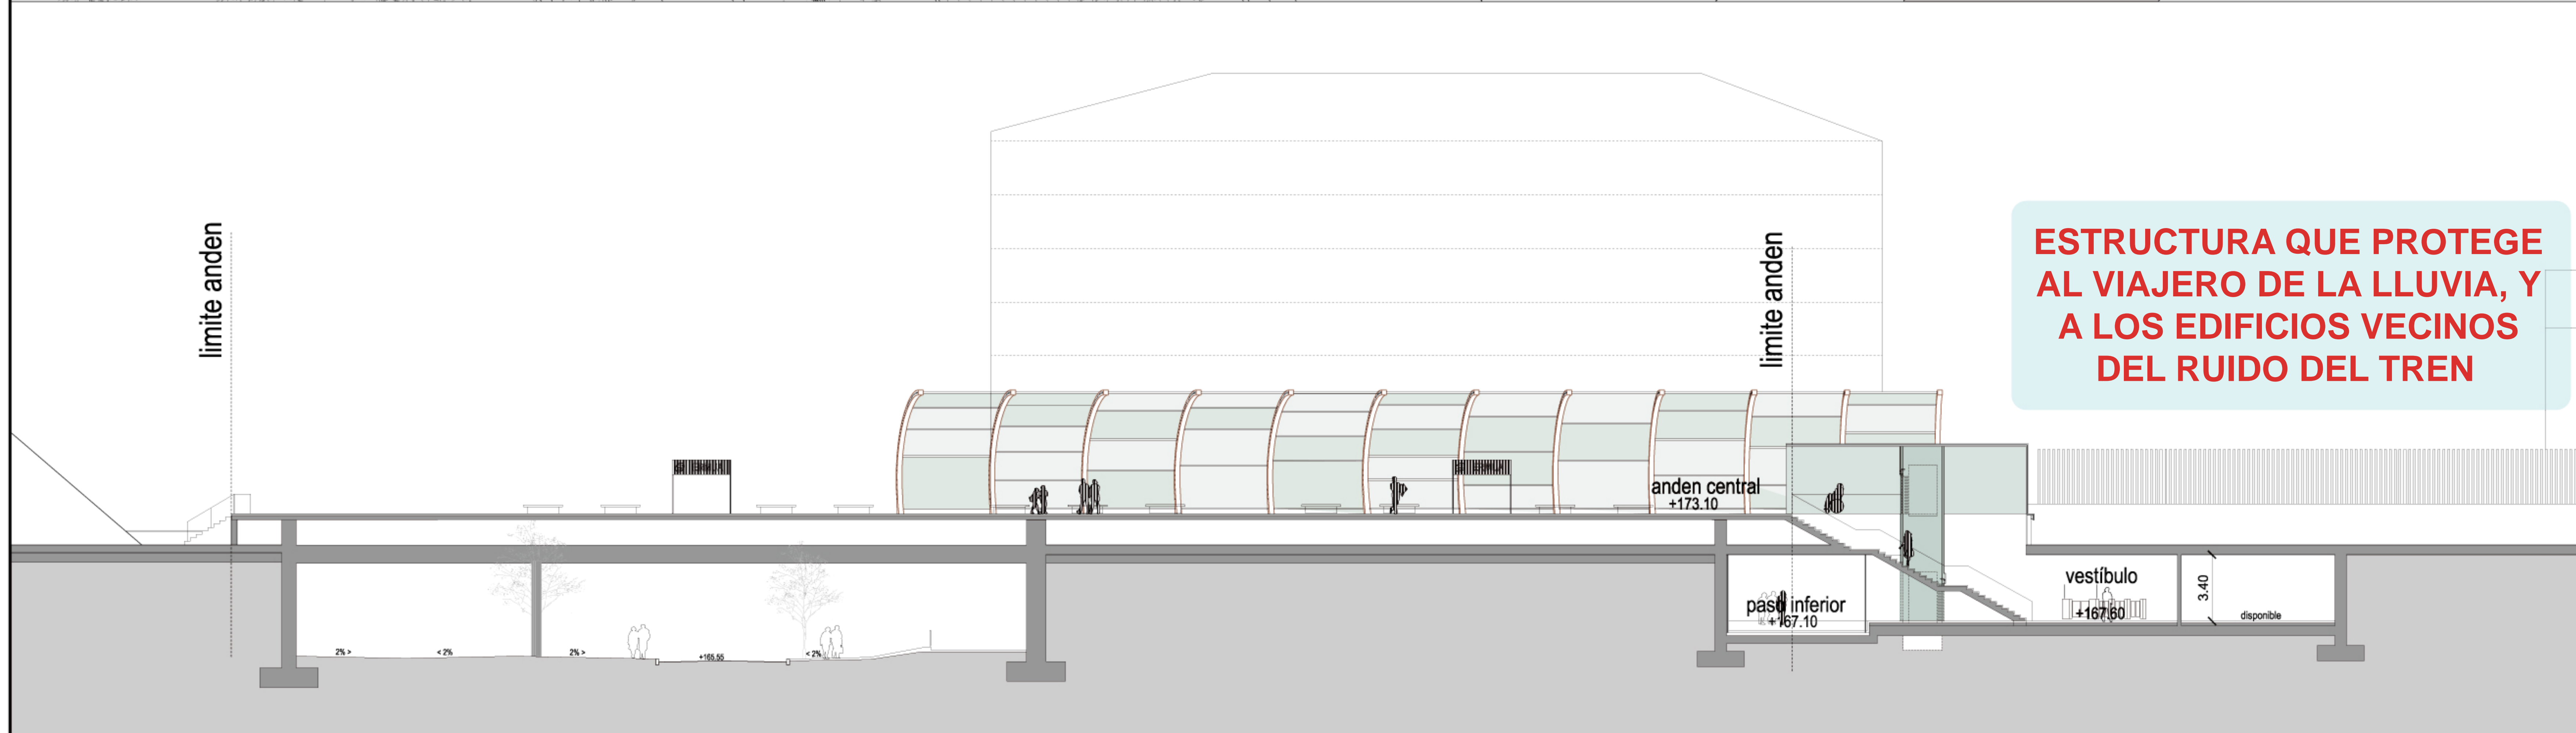 limite anden
limite anden
ESTRUCTURA QUE PROTEGE
AL VIAJERO DE LA LLUVIA, Y
A LOS EDIFICIOS VECINOS
DEL RUIDO DEL TREN
anden central
+173.10
paso inferior
+167.10
vestíbulo
+167.60
3.40
disponible
2% >
< 2%
2% >
+165.55
< 2%